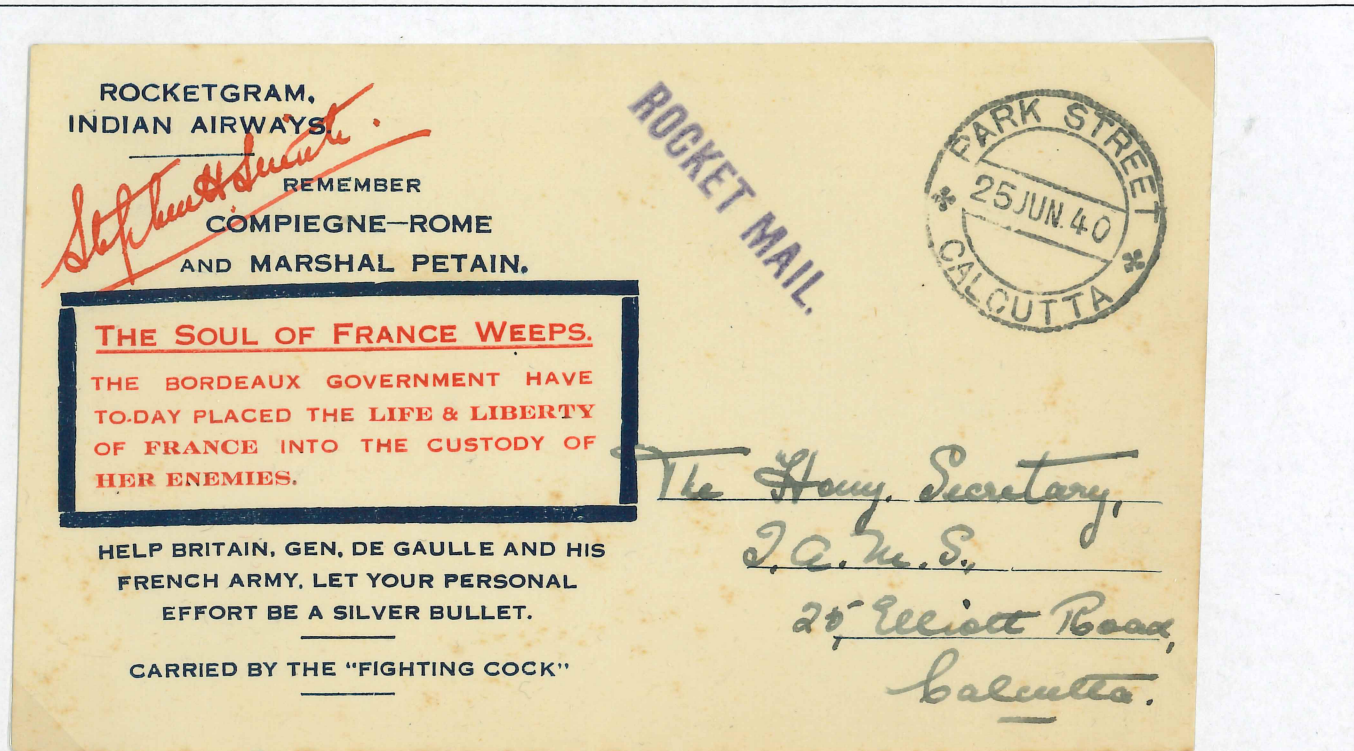 ROCKETGRAM,
INDIAN AIRWAYS.
Stephen H Smith.
REMEMBER
COMPIEGNE—ROME
AND MARSHAL PETAIN.
THE SOUL OF FRANCE WEEPS.
THE BORDEAUX GOVERNMENT HAVE
TO-DAY PLACED THE LIFE & LIBERTY
OF FRANCE INTO THE CUSTODY OF
HER ENEMIES.
HELP BRITAIN, GEN, DE GAULLE AND HIS
FRENCH ARMY, LET YOUR PERSONAL
EFFORT BE A SILVER BULLET.
CARRIED BY THE "FIGHTING COCK"
ROCKET MAIL.
PARK STREET
25 JUN. 40
CALCUTTA
The Hony. Secretary,
I. A. M. S.,
25, Elliott Road,
Calcutta.